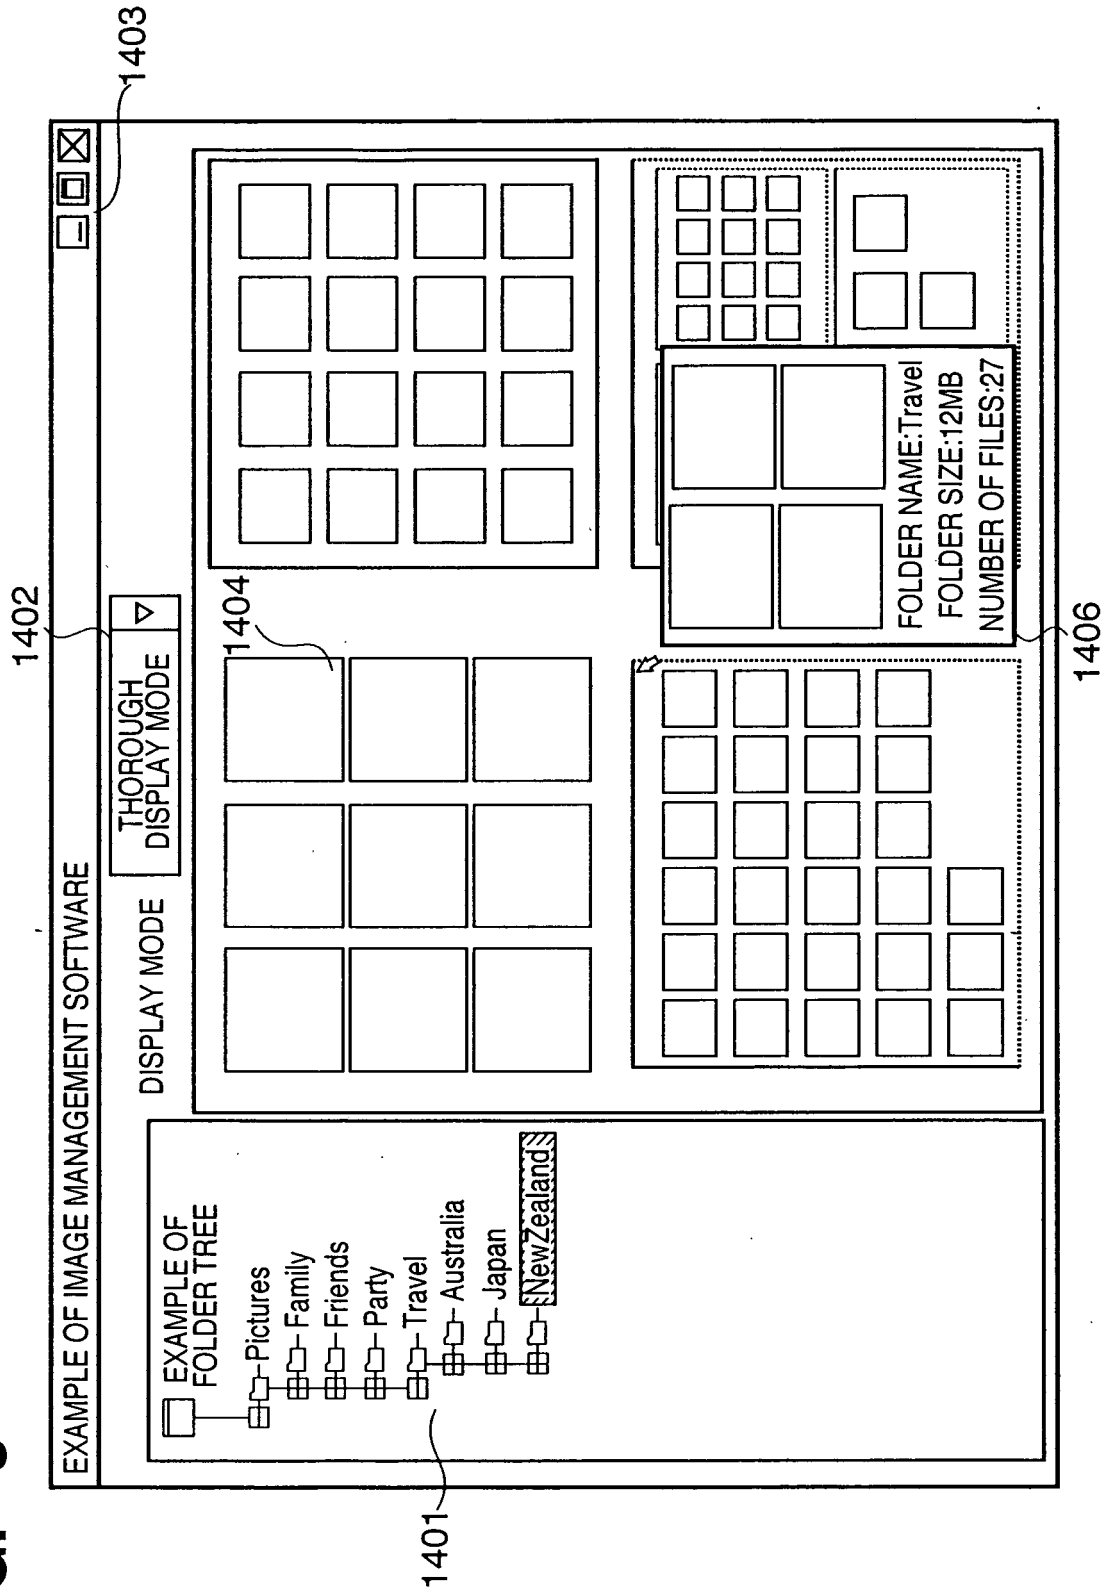 1402
1403
EXAMPLE OF IMAGE MANAGEMENT SOFTWARE
DISPLAY MODE
THOROUGH
DISPLAY MODE
1404
EXAMPLE OF
FOLDER TREE
Pictures
Family
Friends
Party
Travel
Australia
Japan
NewZealand
1401
FOLDER NAME:Travel
FOLDER SIZE:12MB
NUMBER OF FILES:27
1406